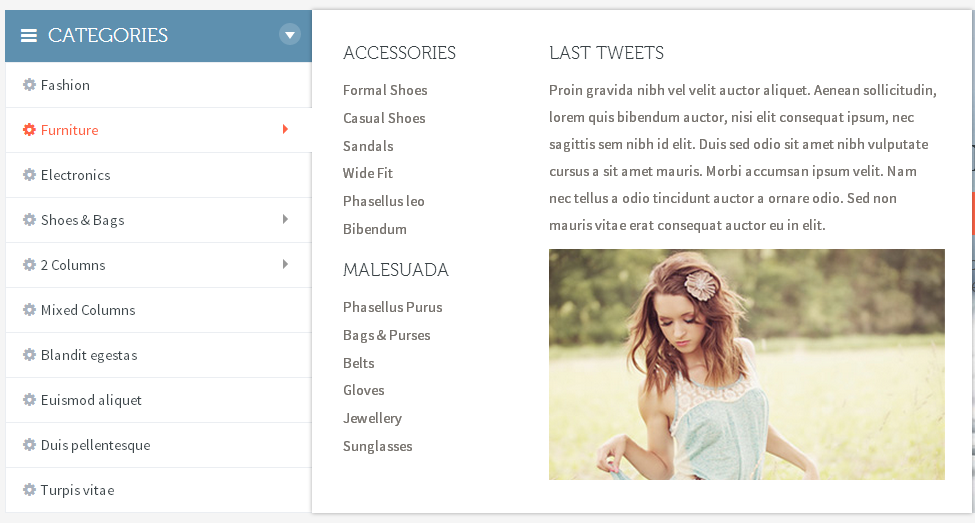 CATEGORIES
Fashion
Furniture
Electronics
Shoes & Bags
2 Columns
Mixed Columns
Blandit egestas
Euismod aliquet
Duis pellentesque
Turpis vitae
ACCESSORIES
Formal Shoes
Casual Shoes
Sandals
Wide Fit
Phasellus leo
Bibendum
MALESUADA
Phasellus Purus
Bags & Purses
Belts
Gloves
Jewellery
Sunglasses
LAST TWEETS
Proin gravida nibh vel velit auctor aliquet. Aenean sollicitudin,
lorem quis bibendum auctor, nisi elit consequat ipsum, nec
sagittis sem nibh id elit. Duis sed odio sit amet nibh vulputate
cursus a sit amet mauris. Morbi accumsan ipsum velit. Nam
nec tellus a odio tincidunt auctor a ornare odio. Sed non
mauris vitae erat consequat auctor eu in elit.